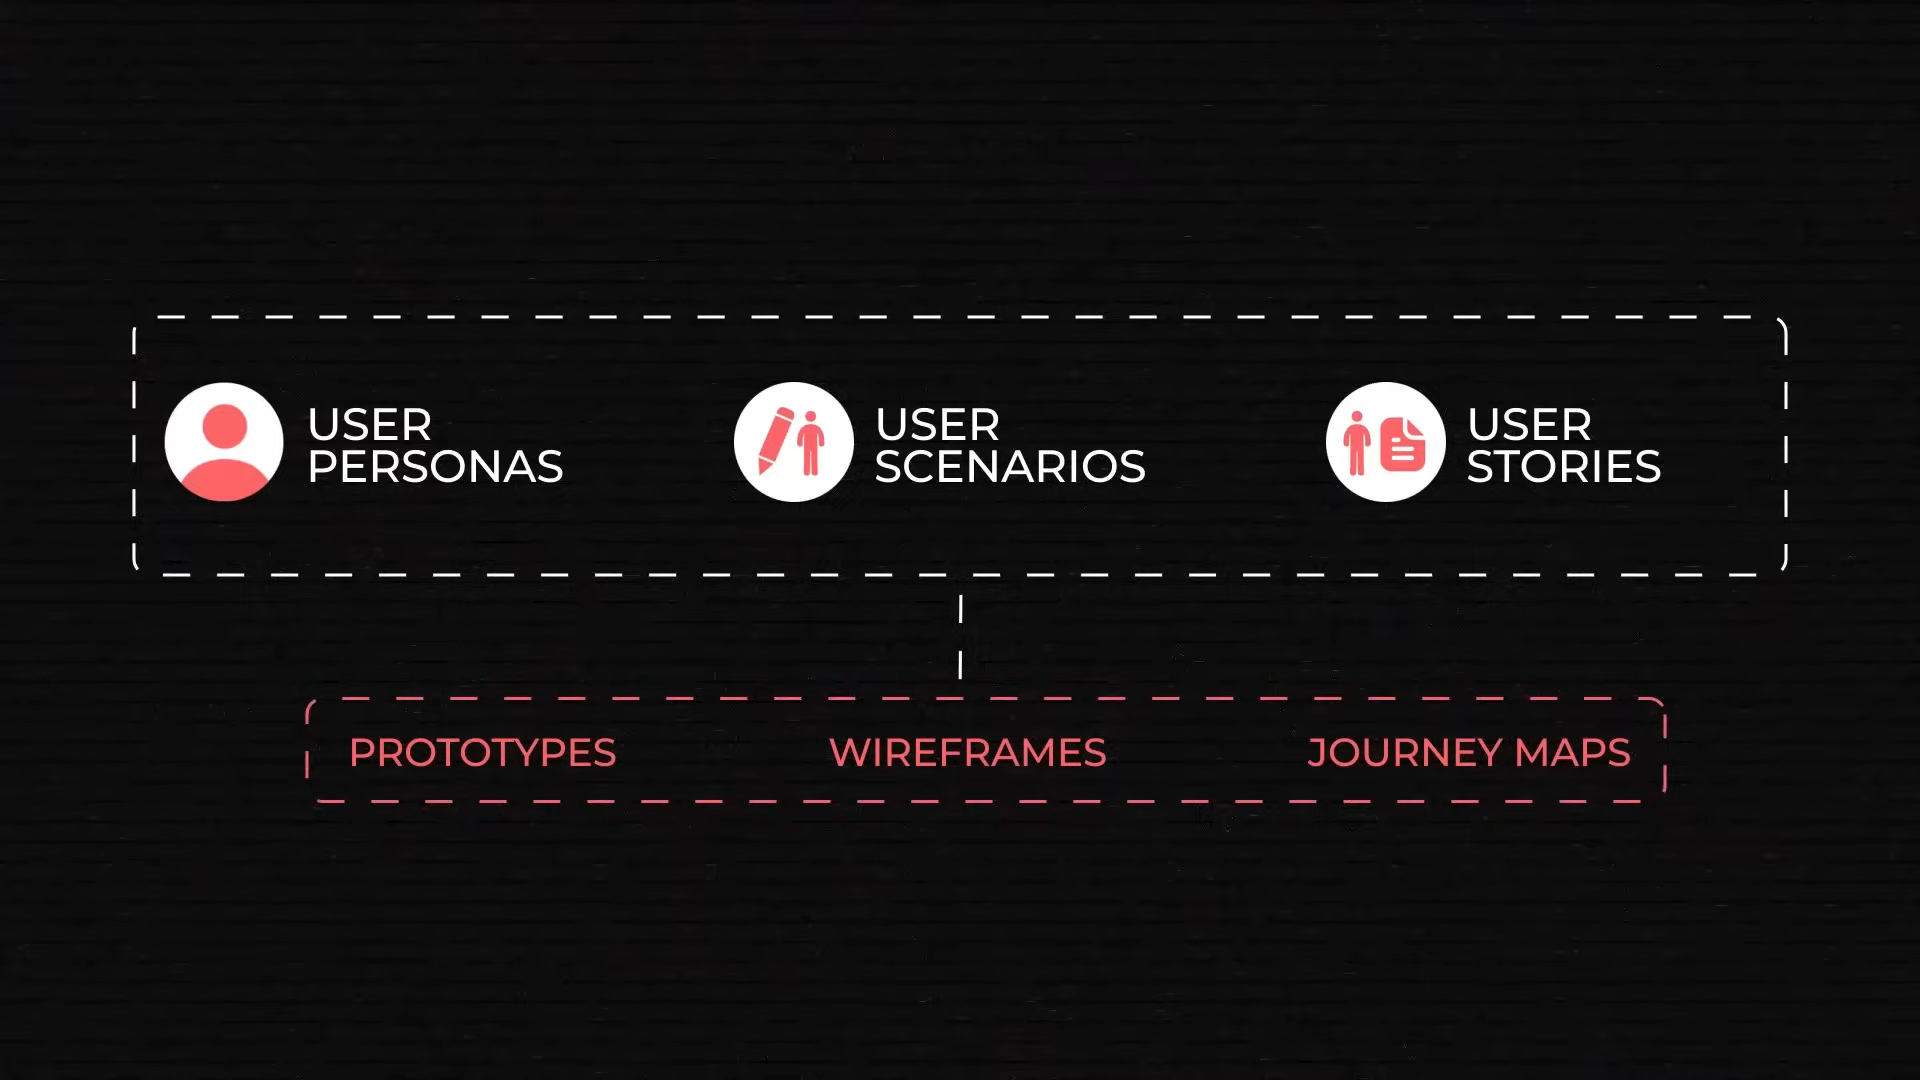 USER
PERSONAS
USER
SCENARIOS
USER
STORIES
PROTOTYPES
WIREFRAMES
JOURNEY MAPS